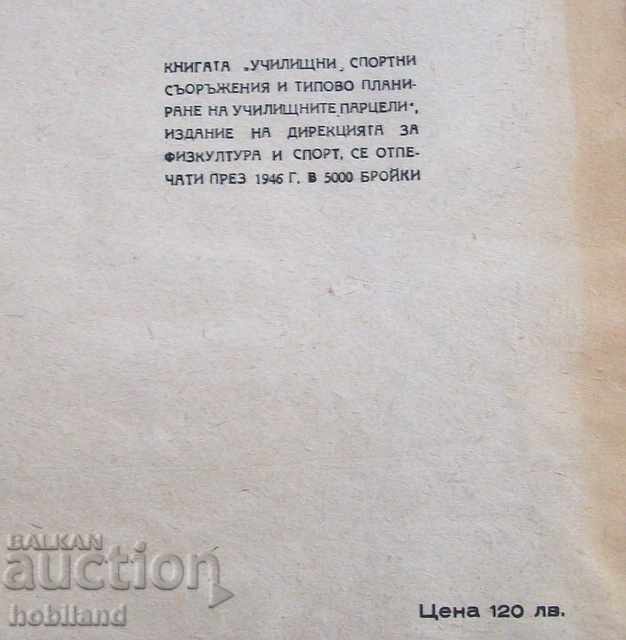 КНИГАТА „УЧИЛИЩНИ СПОРТНИ
СЪОРЪЖЕНИЯ И ТИПОВО ПЛАНИ-
РАНЕ НА УЧИЛИЩНИТЕ ПАРЦЕЛИ“,
ИЗДАНИЕ НА ДИРЕКЦИЯТА ЗА
ФИЗКУЛТУРА И СПОРТ, СЕ ОТПЕ-
ЧАТИ ПРЕЗ 1946 Г. В 5000 БРОЙКИ
BALKAN
auction
hobiland
Цена 120 лв.